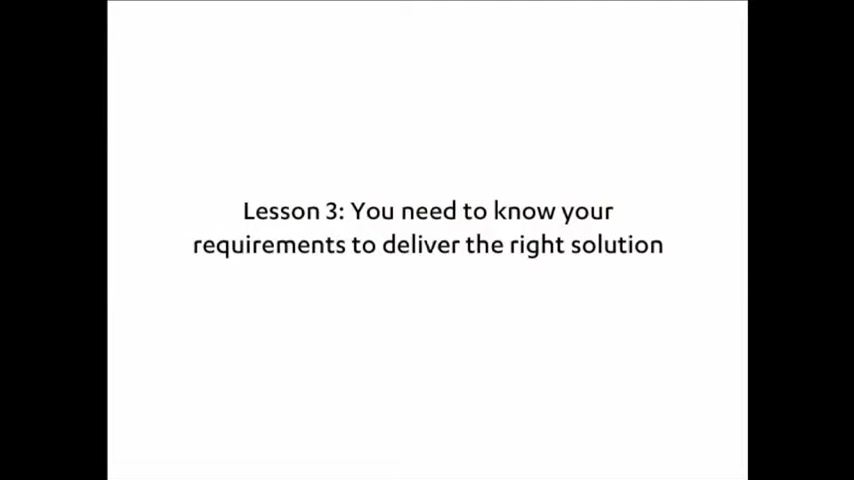 Lesson 3: You need to know your
requirements to deliver the right solution